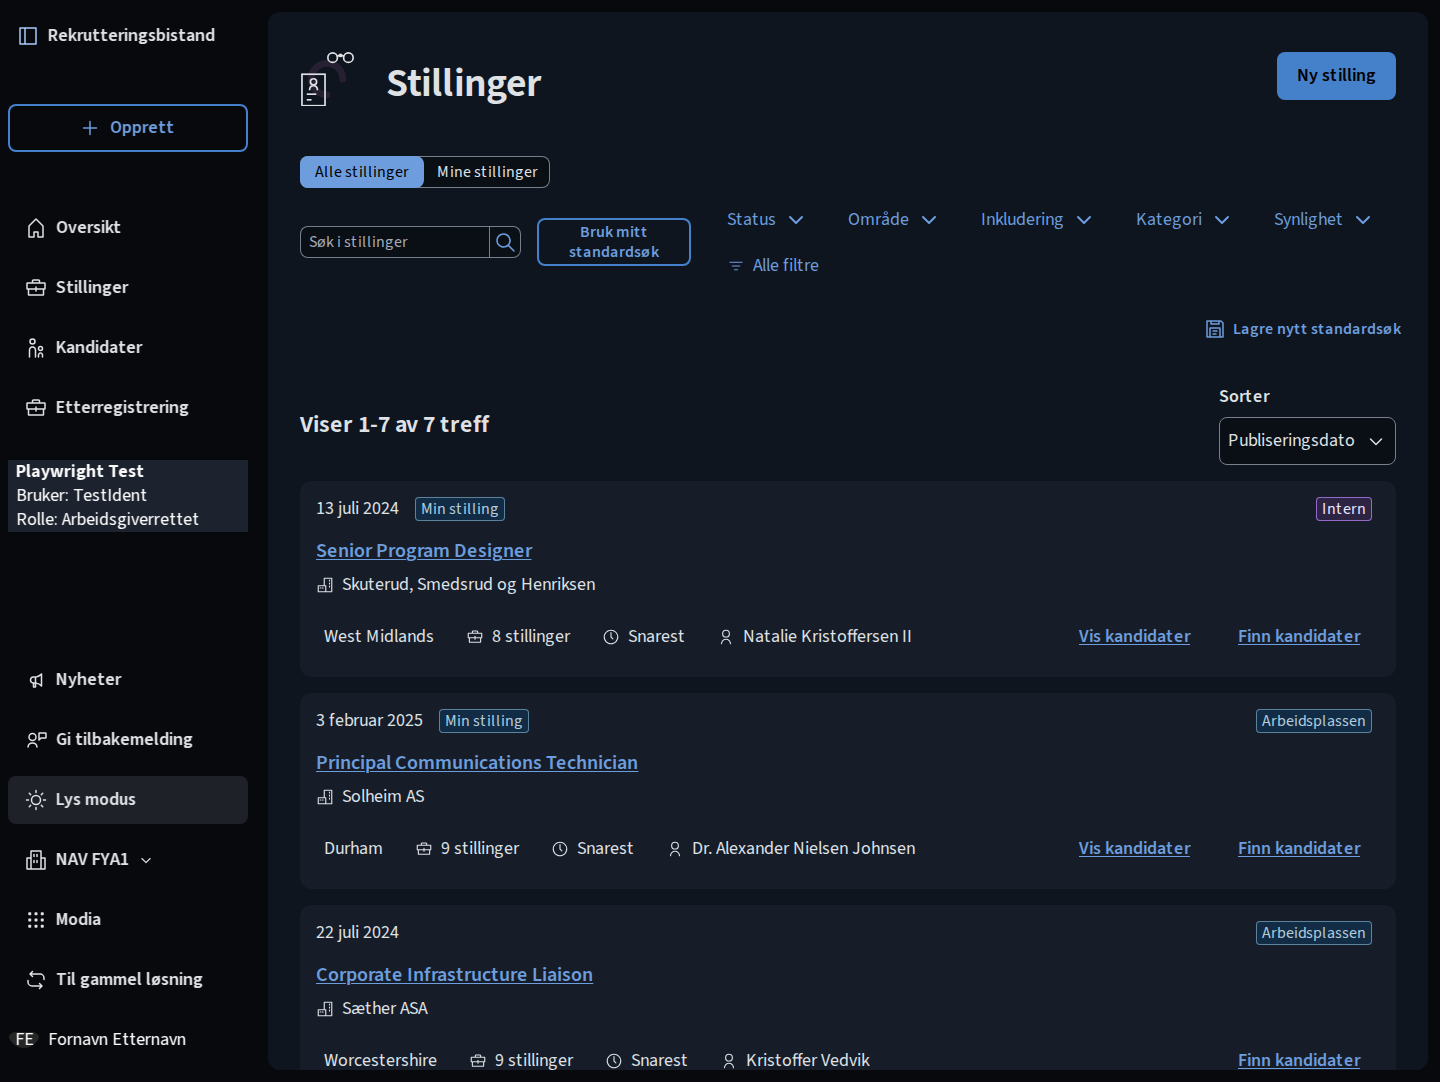 Rekrutteringsbistand
Opprett
Oversikt
Stillinger
Kandidater
Etterregistrering
Playwright Test
Bruker: TestIdent
Rolle: Arbeidsgiverrettet
Nyheter
Gi tilbakemelding
Lys modus
NAV FYA1
Modia
Til gammel løsning
FE Fornavn Etternavn
Stillinger
Ny stilling
Alle stillinger Mine stillinger
Søk i stillinger
Bruk mitt
standardsøk
Status Område Inkludering Kategori Synlighet
Alle filtre
Lagre nytt standardsøk
Viser 1-7 av 7 treff
Sorter
Publiseringsdato
13 juli 2024 Min stilling Intern
Senior Program Designer
Skuterud, Smedsrud og Henriksen
West Midlands 8 stillinger Snarest Natalie Kristoffersen II Vis kandidater Finn kandidater
3 februar 2025 Min stilling Arbeidsplassen
Principal Communications Technician
Solheim AS
Durham 9 stillinger Snarest Dr. Alexander Nielsen Johnsen Vis kandidater Finn kandidater
22 juli 2024 Arbeidsplassen
Corporate Infrastructure Liaison
Sæther ASA
Worcestershire 9 stillinger Snarest Kristoffer Vedvik Finn kandidater